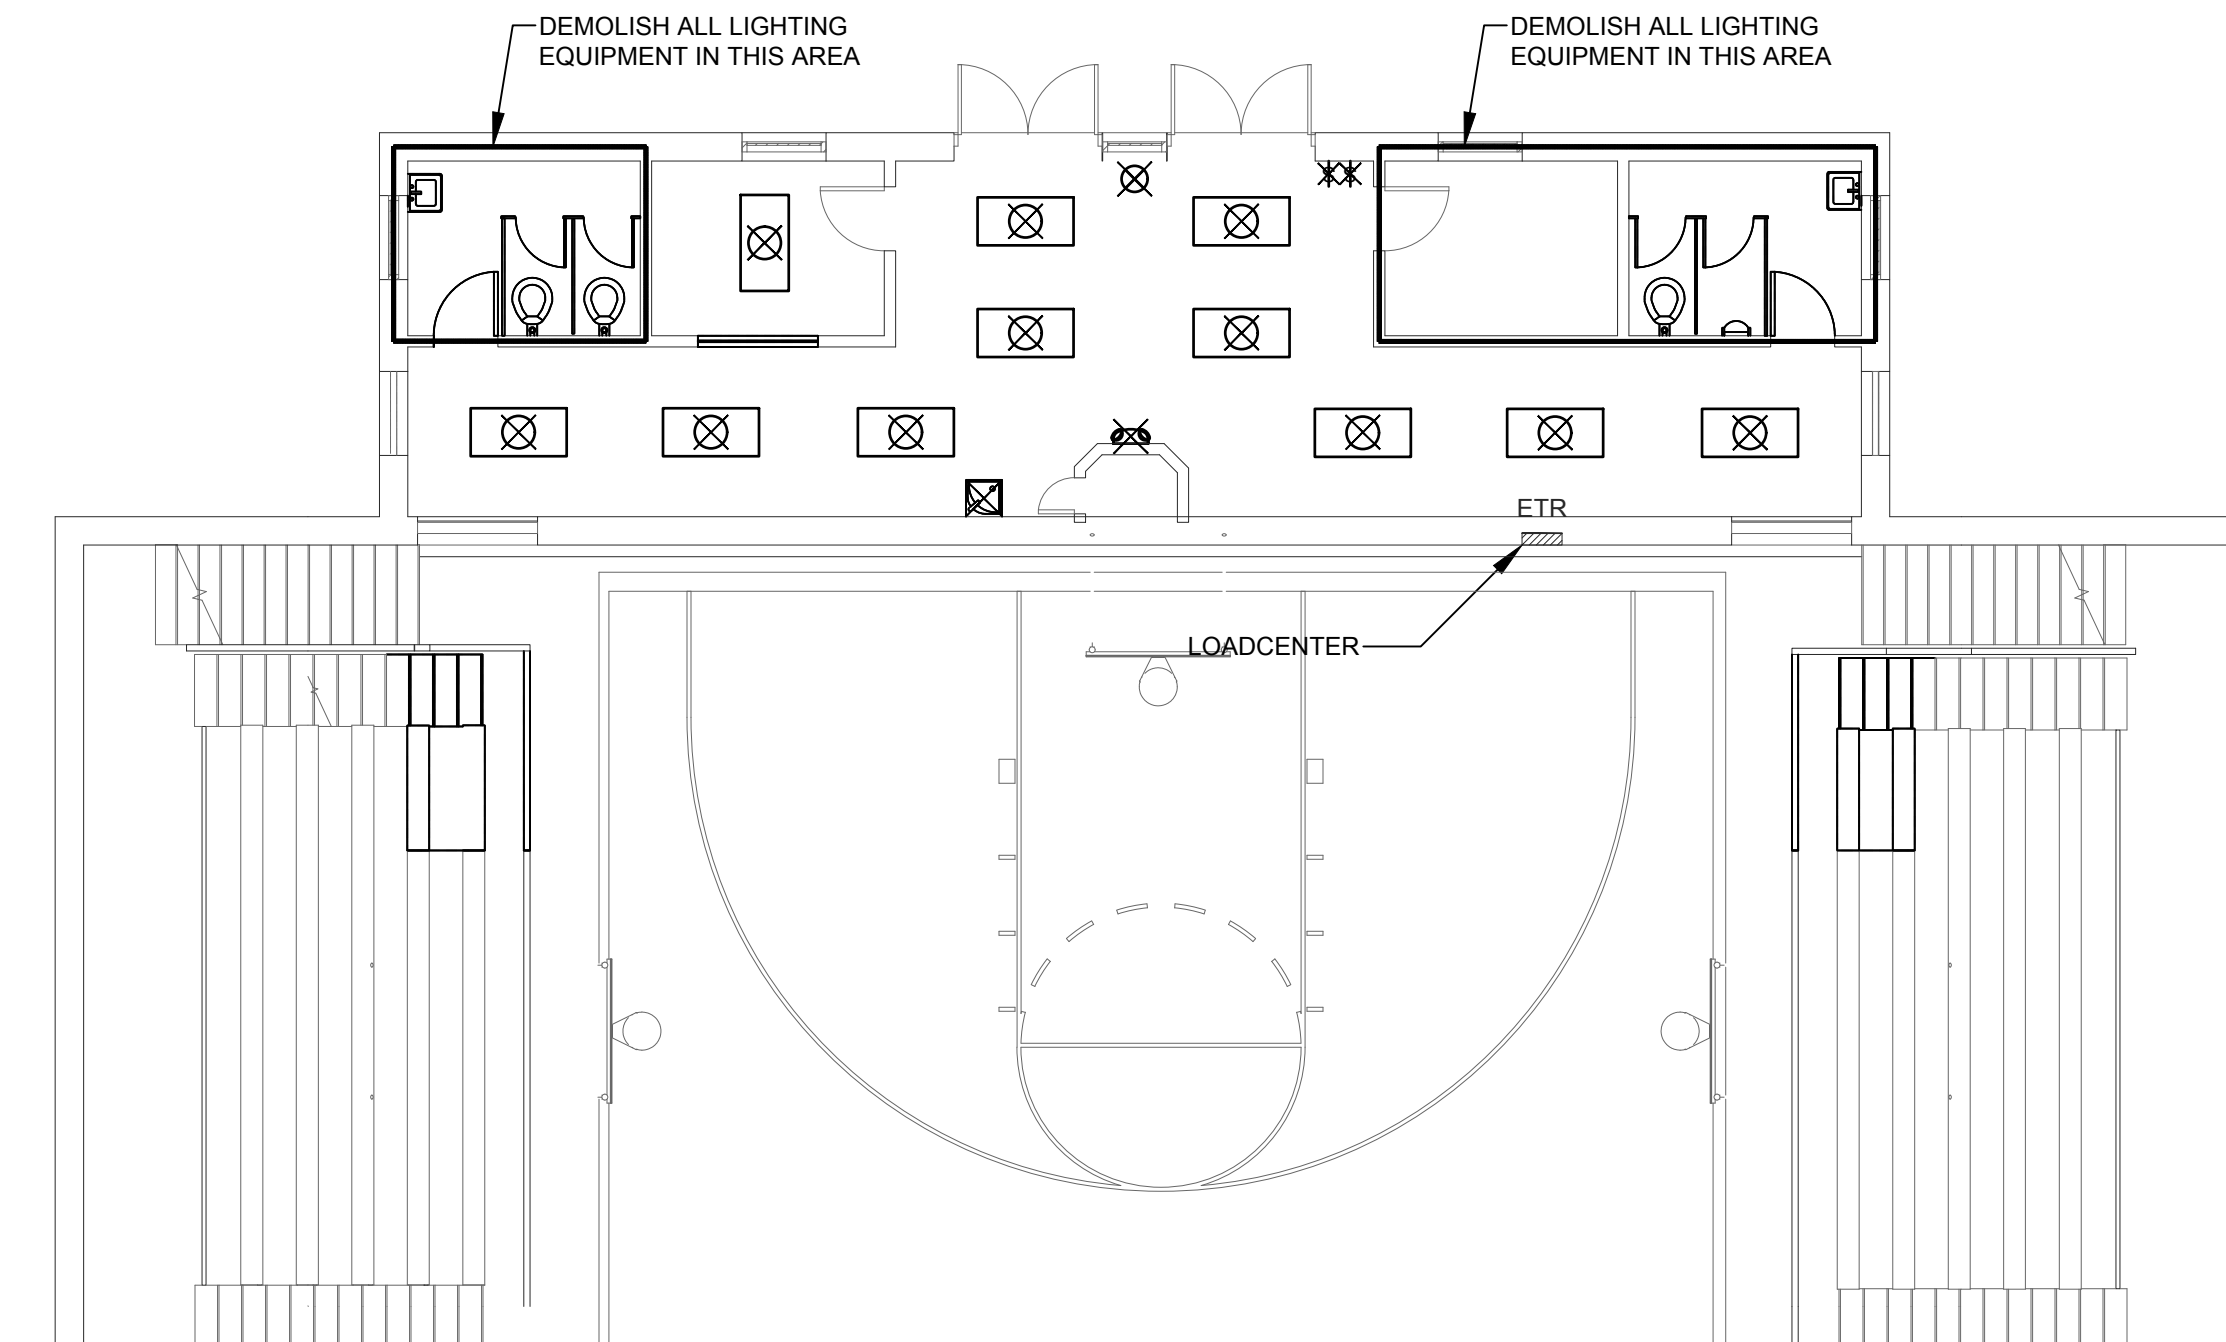 DEMOLISH ALL LIGHTING
EQUIPMENT IN THIS AREA
DEMOLISH ALL LIGHTING
EQUIPMENT IN THIS AREA
ETR
LOADCENTER